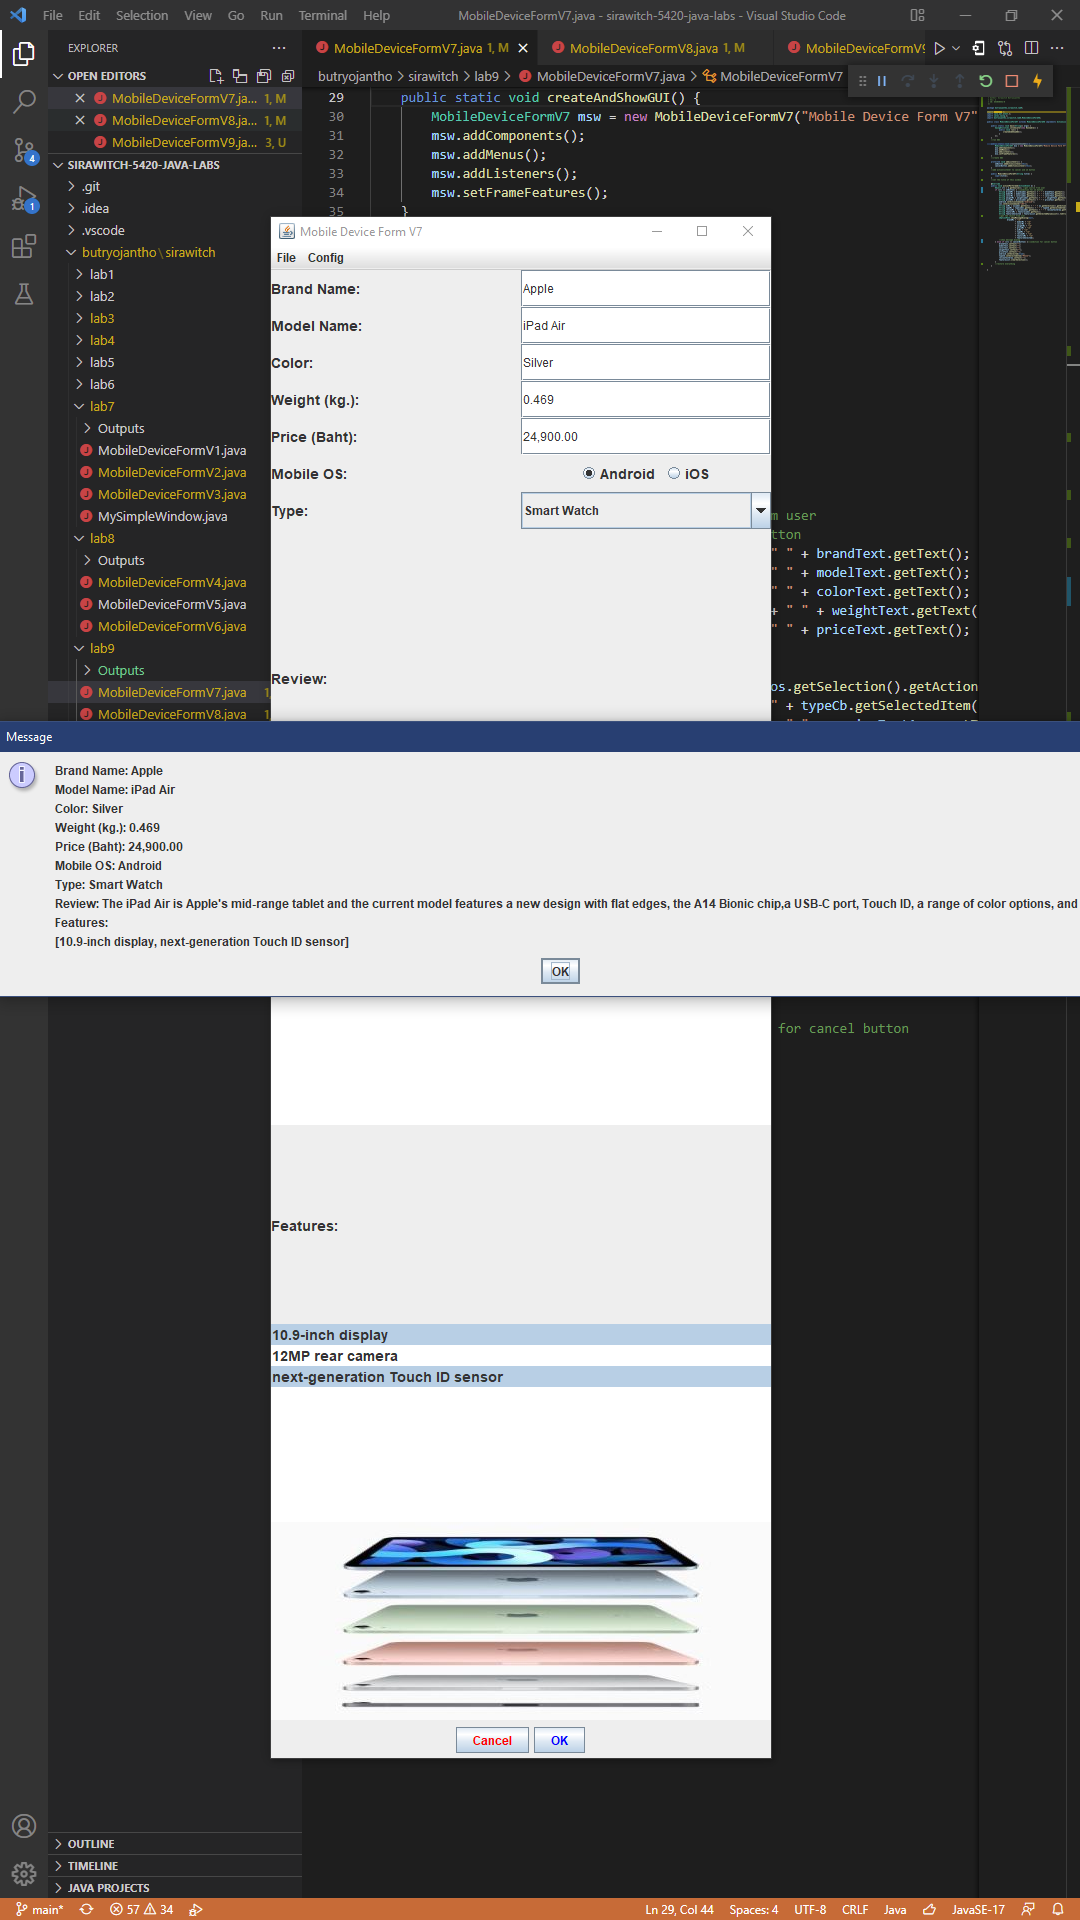 File Edit Selection View Go Run Terminal Help MobileDeviceFormV7.java - sirawitch-5420-java-labs - Visual Studio Code
EXPLORER
MobileDeviceFormV7.java 1, M MobileDeviceFormV8.java 1, M MobileDeviceFormV9
OPEN EDITORS
butryojantho > sirawitch > lab9 > MobileDeviceFormV7.java > MobileDeviceFormV7
MobileDeviceFormV7.ja... 1, M
MobileDeviceFormV8.ja... 1, M
MobileDeviceFormV9.ja... 3, U
SIRAWITCH-5420-JAVA-LABS
.git
.idea
.vscode
butryojantho \ sirawitch
lab1
lab2
lab3
lab4
lab5
lab6
lab7
Outputs
MobileDeviceFormV1.java
MobileDeviceFormV2.java
MobileDeviceFormV3.java
MySimpleWindow.java
lab8
Outputs
MobileDeviceFormV4.java
MobileDeviceFormV5.java
MobileDeviceFormV6.java
lab9
Outputs
MobileDeviceFormV7.java 1,
MobileDeviceFormV8.java 1
29 public static void createAndShowGUI() {
30 MobileDeviceFormV7 msw = new MobileDeviceFormV7("Mobile Device Form V7"
31 msw.addComponents();
32 msw.addMenus();
33 msw.addListeners();
34 msw.setFrameFeatures();
35 }
m user
tton
" " + brandText.getText();
" " + modelText.getText();
" " + colorText.getText();
+ " " + weightText.getText(
" " + priceText.getText();
os.getSelection().getAction
" + typeCb.getSelectedItem(
for cancel button
Mobile Device Form V7
File Config
Brand Name: Apple
Model Name: iPad Air
Color: Silver
Weight (kg.): 0.469
Price (Baht): 24,900.00
Mobile OS: Android iOS
Type: Smart Watch
Review:
Message
Brand Name: Apple
Model Name: iPad Air
Color: Silver
Weight (kg.): 0.469
Price (Baht): 24,900.00
Mobile OS: Android
Type: Smart Watch
Review: The iPad Air is Apple's mid-range tablet and the current model features a new design with flat edges, the A14 Bionic chip,a USB-C port, Touch ID, a range of color options, and
Features:
[10.9-inch display, next-generation Touch ID sensor]
OK
Features:
10.9-inch display
12MP rear camera
next-generation Touch ID sensor
Cancel OK
OUTLINE
TIMELINE
JAVA PROJECTS
4
1
main* 57 34 Ln 29, Col 44 Spaces: 4 UTF-8 CRLF Java JavaSE-17